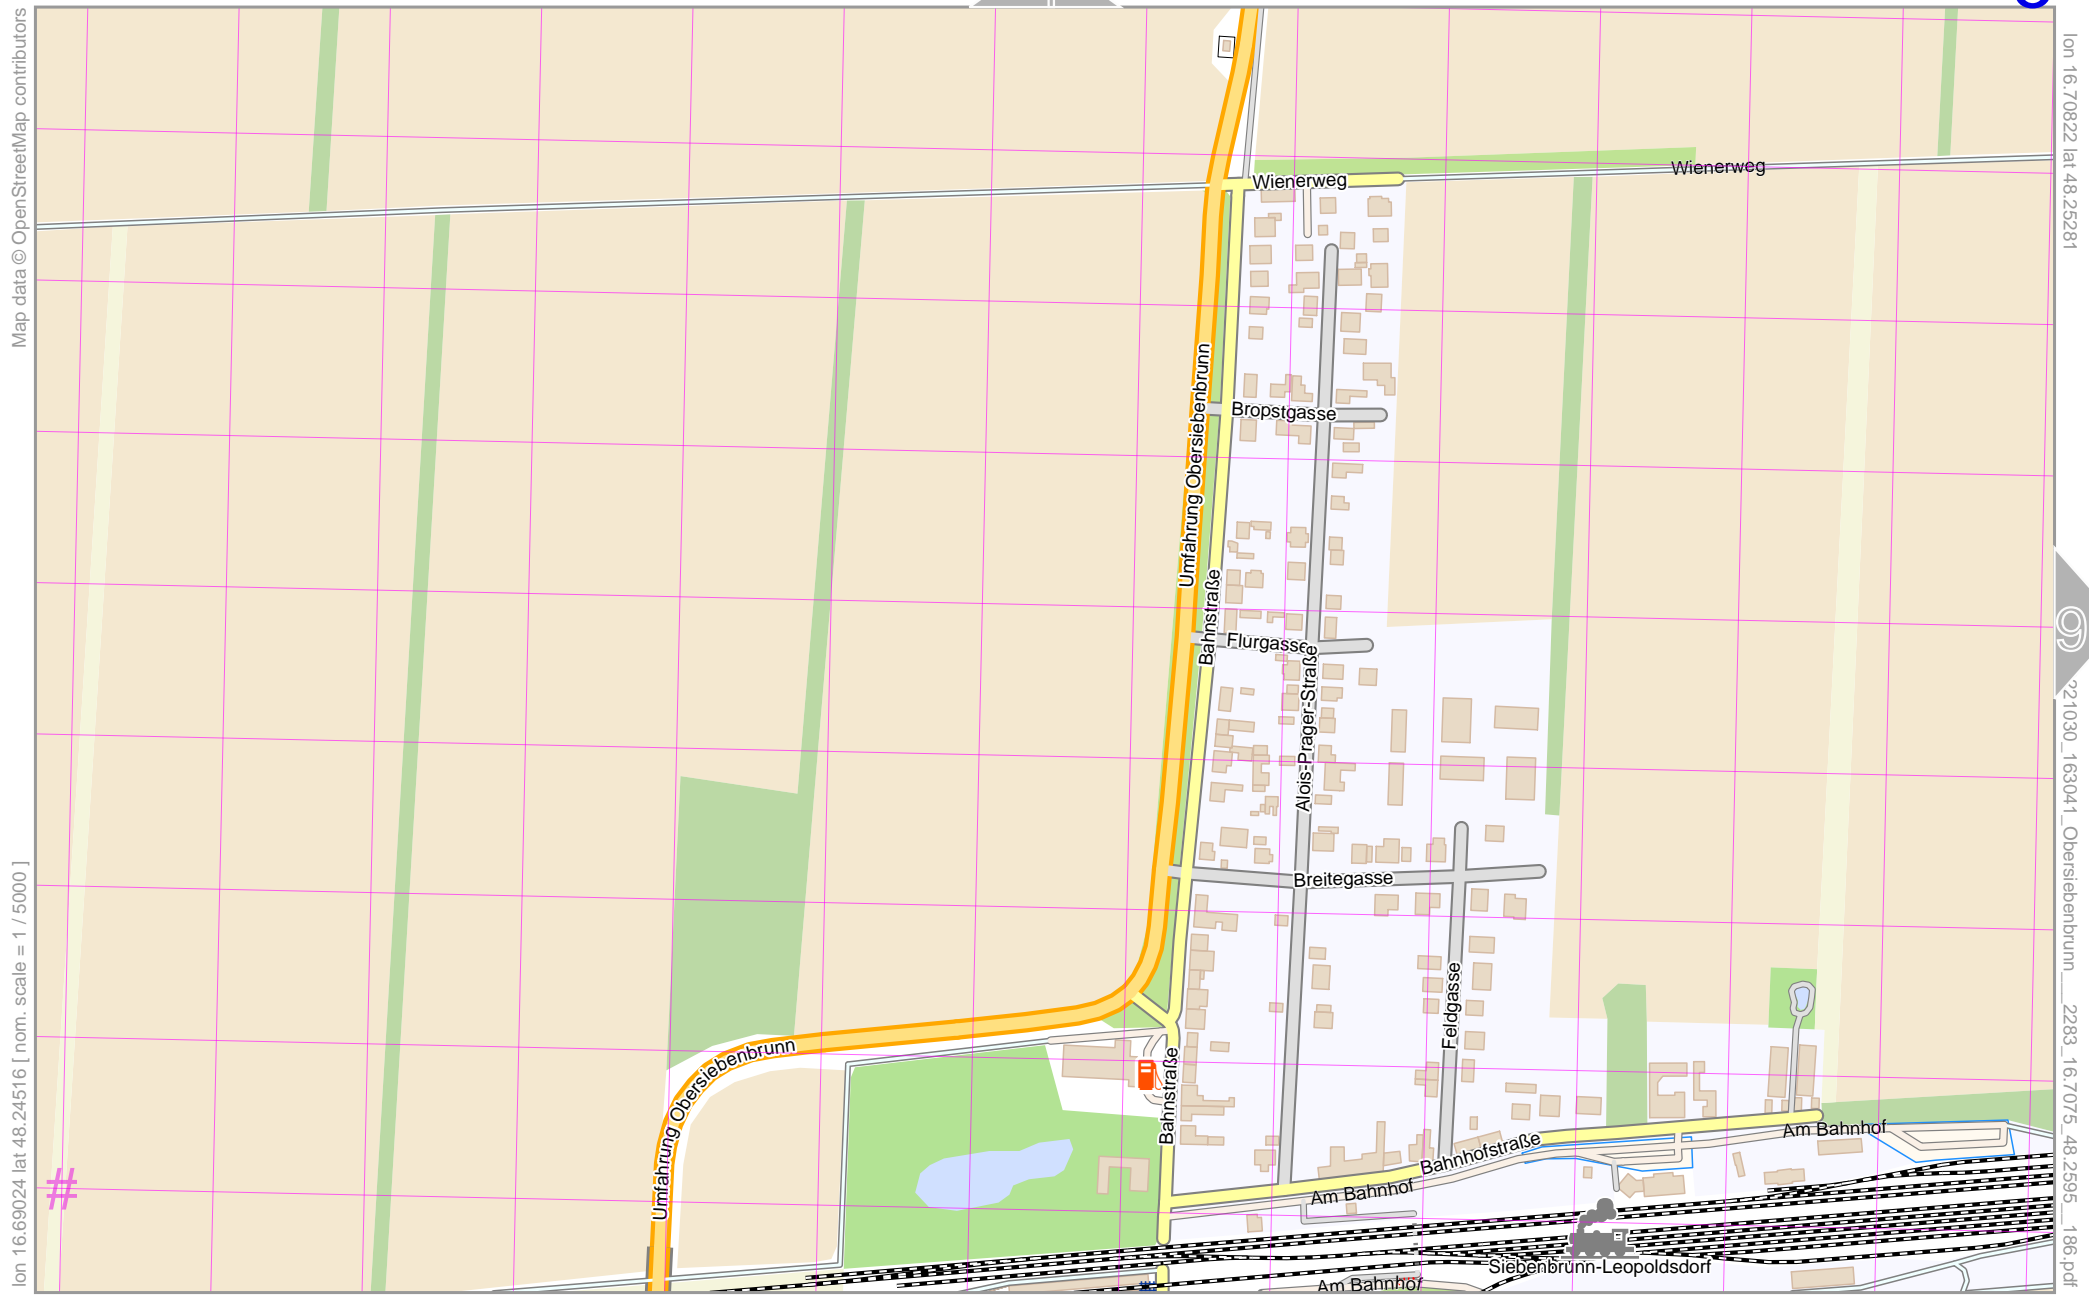 Map data © OpenStreetMap contributors
lon 16.69024 lat 48.24516 [ nom. scale = 1 / 5000 ]
lon 16.70822 lat 48.25281
221030_163041_Obersiebenbrunn___2283_16.7075_48.2595__186.pdf
9
#
Wienerweg
Wienerweg
Umfahrung Obersiebenbrunn
Bropstgasse
Bahnstraße
Flurgasse
Alois-Prager-Straße
Breitegasse
Feldgasse
Umfahrung Obersiebenbrunn
Bahnstraße
Bahnhofstraße
Am Bahnhof
Am Bahnhof
Siebenbrunn-Leopoldsdorf
Am Bahnhof